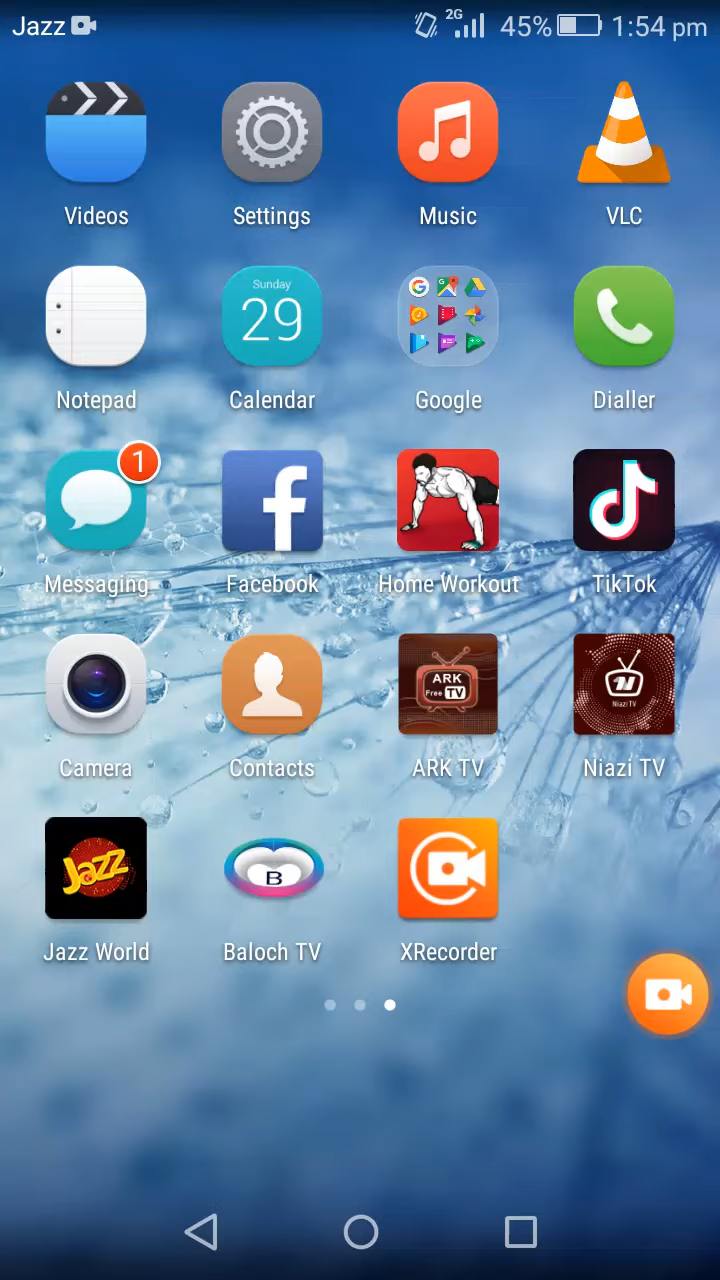 Jazz 2G 45% 1:54 pm
Videos Settings Music VLC
Sunday
29
Notepad Calendar Google Dialler
1
Messaging Facebook Home Workout TikTok
ARK
Free TV
Niazi TV
Camera Contacts ARK TV Niazi TV
Jazz
B
Jazz World Baloch TV XRecorder